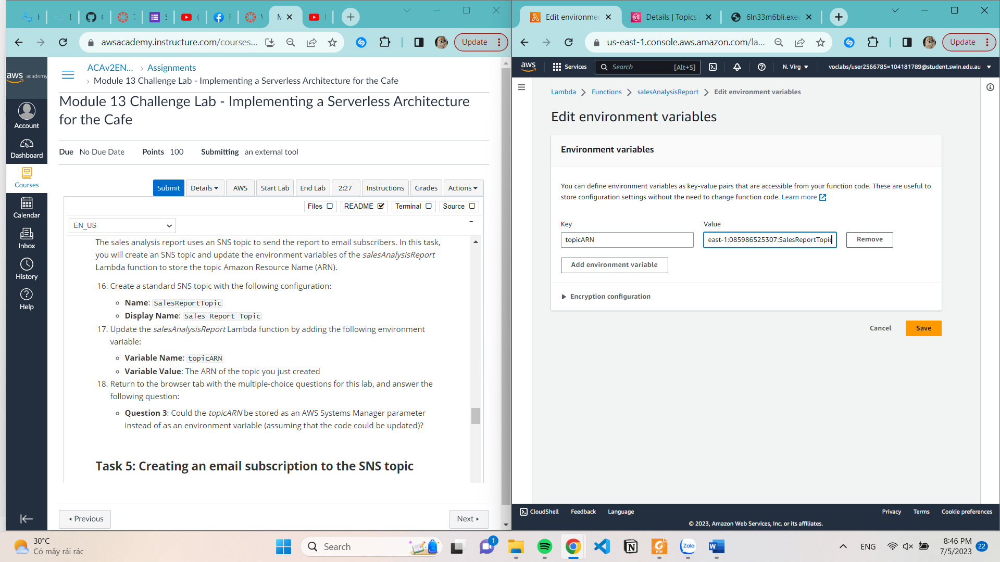 awsacademy.instructure.com/courses...
Update
aws academy
Account
Dashboard
Courses
Calendar
Inbox
History
Help
ACAv2EN... > Assignments
> Module 13 Challenge Lab - Implementing a Serverless Architecture for the Cafe
Module 13 Challenge Lab - Implementing a Serverless Architecture
for the Cafe
Due No Due Date Points 100 Submitting an external tool
Submit Details AWS Start Lab End Lab 2:27 Instructions Grades Actions
Files README Terminal Source
EN_US
The sales analysis report uses an SNS topic to send the report to email subscribers. In this task,
you will create an SNS topic and update the environment variables of the salesAnalysisReport
Lambda function to store the topic Amazon Resource Name (ARN).
16. Create a standard SNS topic with the following configuration:
Name: SalesReportTopic
Display Name: Sales Report Topic
17. Update the salesAnalysisReport Lambda function by adding the following environment
variable:
Variable Name: topicARN
Variable Value: The ARN of the topic you just created
18. Return to the browser tab with the multiple-choice questions for this lab, and answer the
following question:
Question 3: Could the topicARN be stored as an AWS Systems Manager parameter
instead of as an environment variable (assuming that the code could be updated)?
Task 5: Creating an email subscription to the SNS topic
Previous
Next
Edit environmen
Details | Topics
6ln33m6bli.exe
us-east-1.console.aws.amazon.com/la...
Update
aws Services Search [Alt+S] N. Virg voclabs/user2566785=104181789@student.swin.edu.au
Lambda > Functions > salesAnalysisReport > Edit environment variables
Edit environment variables
Environment variables
You can define environment variables as key-value pairs that are accessible from your function code. These are useful to
store configuration settings without the need to change function code. Learn more
Key Value
topicARN east-1:085986525307:SalesReportTopic Remove
Add environment variable
Encryption configuration
Cancel Save
CloudShell Feedback Language Privacy Terms Cookie preferences
© 2023, Amazon Web Services, Inc. or its affiliates.
30°C
Có mây rải rác
Search
1
Zalo
ENG
8:46 PM
7/5/2023
22